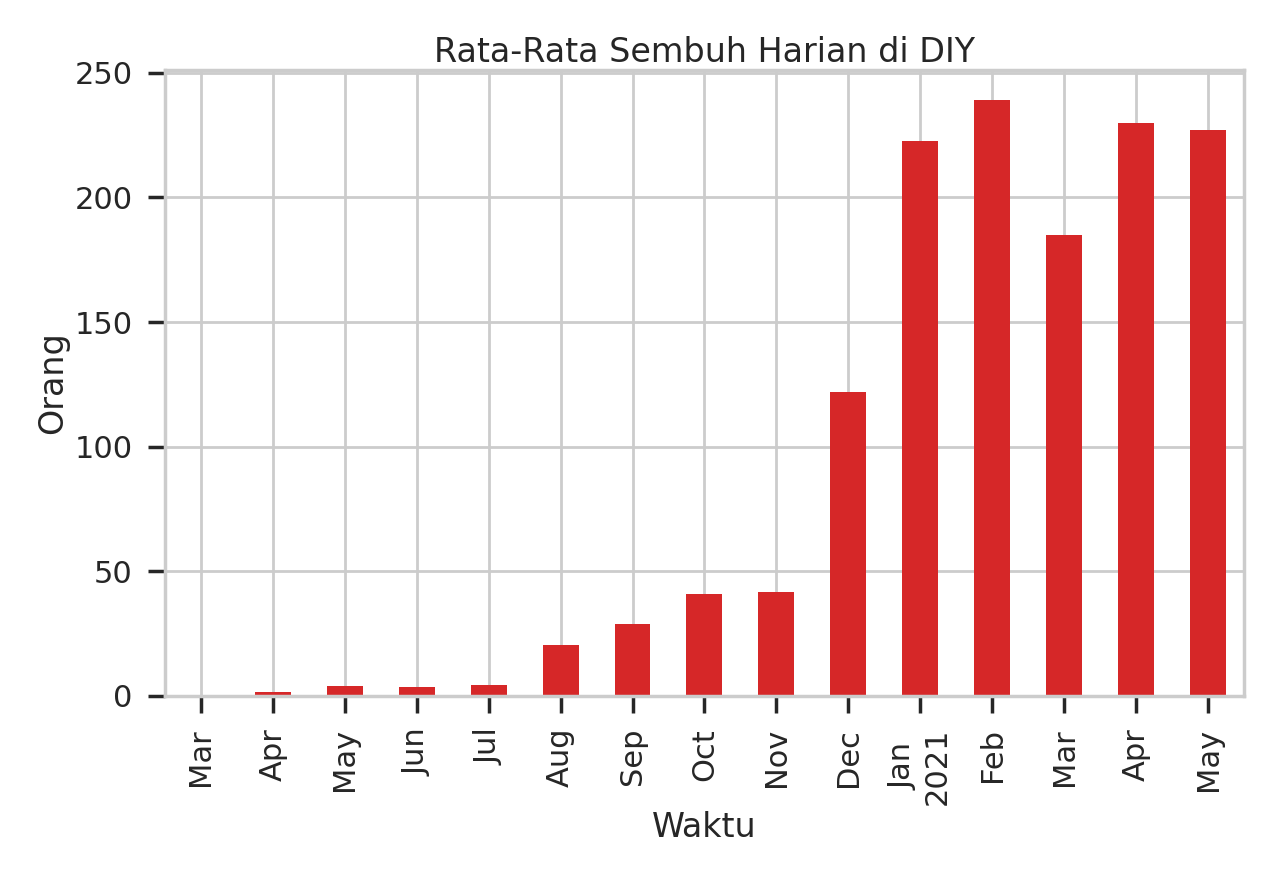 Rata-Rata Sembuh Harian di DIY
Orang
250
200
150
100
50
0
Mar
Apr
May
Jun
Jul
Aug
Sep
Oct
Nov
Dec
Jan
2021
Feb
Mar
Apr
May
Waktu